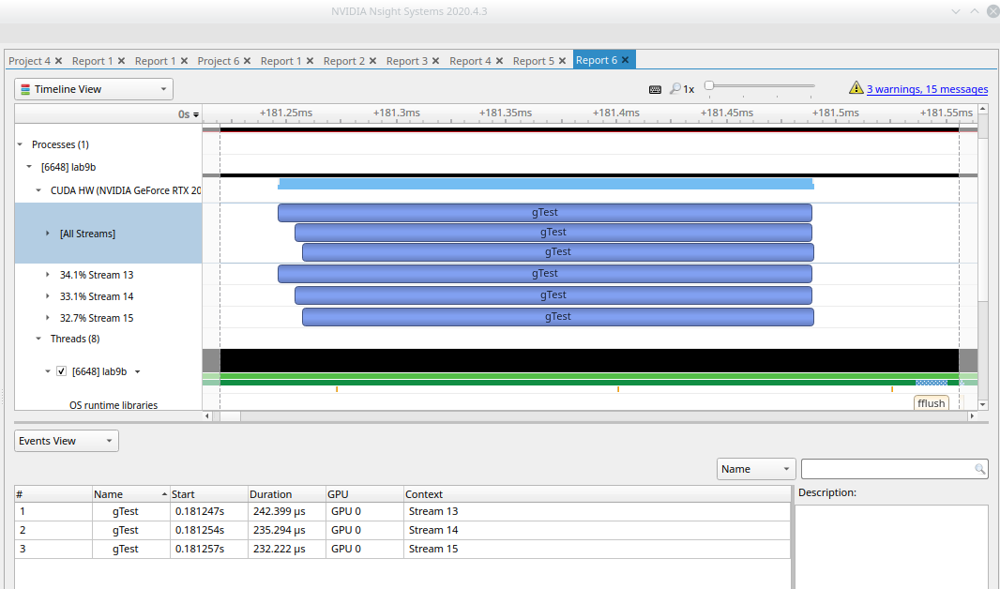 NVIDIA Nsight Systems 2020.4.3
Project 4 Report 1 Report 1 Project 6 Report 1 Report 2 Report 3 Report 4 Report 5 Report 6
Timeline View 1x 3 warnings, 15 messages
0s +181.25ms +181.3ms +181.35ms +181.4ms +181.45ms +181.5ms +181.55ms
Processes (1)
[6648] lab9b
CUDA HW (NVIDIA GeForce RTX 20
gTest
[All Streams] gTest
gTest
34.1% Stream 13 gTest
33.1% Stream 14 gTest
32.7% Stream 15 gTest
Threads (8)
[6648] lab9b
OS runtime libraries fflush
Events View
Name
# Name Start Duration GPU Context Description:
1 gTest 0.181247s 242.399 μs GPU 0 Stream 13
2 gTest 0.181254s 235.294 μs GPU 0 Stream 14
3 gTest 0.181257s 232.222 μs GPU 0 Stream 15